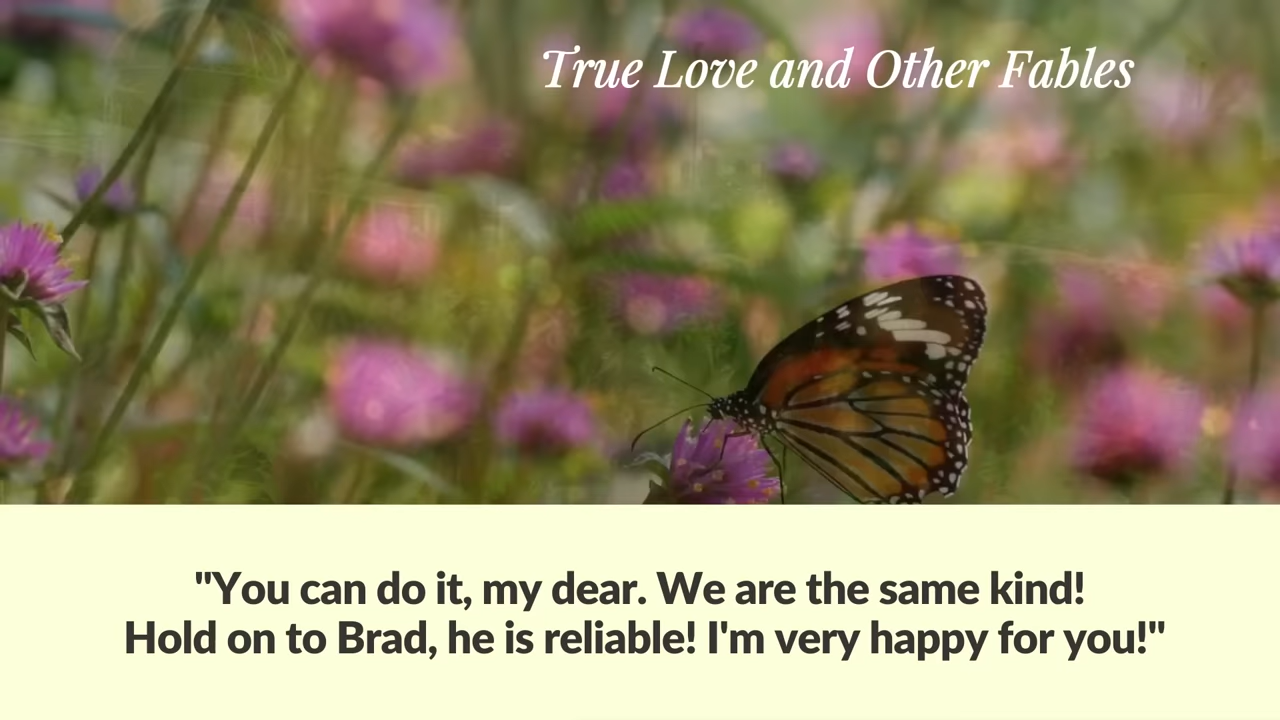 True Love and Other Fables
"You can do it, my dear. We are the same kind!
Hold on to Brad, he is reliable! I'm very happy for you!"